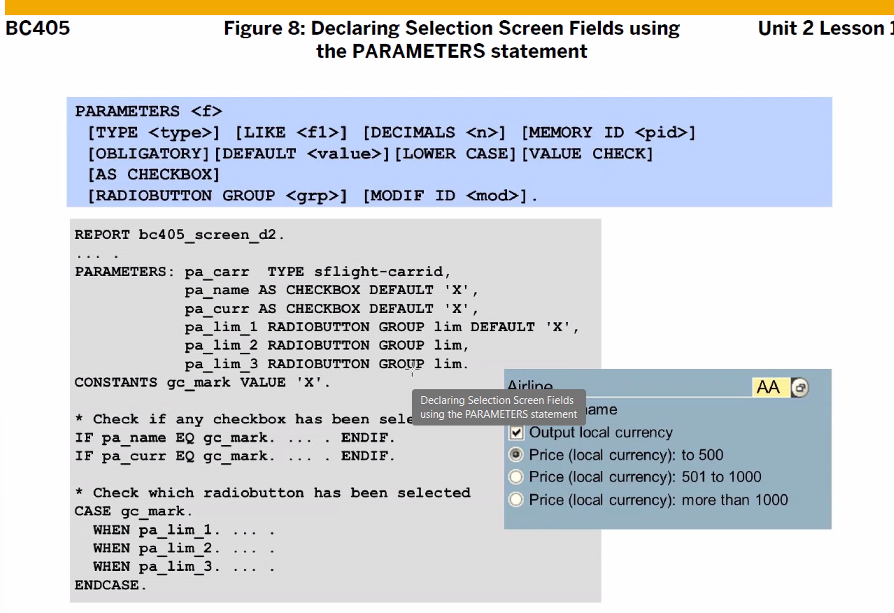 BC405
Figure 8: Declaring Selection Screen Fields using
the PARAMETERS statement
Unit 2 Lesson 1
PARAMETERS <f>
[TYPE <type>] [LIKE <f1>] [DECIMALS <n>] [MEMORY ID <pid>]
[OBLIGATORY][DEFAULT <value>][LOWER CASE][VALUE CHECK]
[AS CHECKBOX]
[RADIOBUTTON GROUP <grp>] [MODIF ID <mod>].
REPORT bc405_screen_d2.
... .
PARAMETERS: pa_carr TYPE sflight-carrid,
pa_name AS CHECKBOX DEFAULT 'X',
pa_curr AS CHECKBOX DEFAULT 'X',
pa_lim_1 RADIOBUTTON GROUP lim DEFAULT 'X',
pa_lim_2 RADIOBUTTON GROUP lim,
pa_lim_3 RADIOBUTTON GROUP lim.
CONSTANTS gc_mark VALUE 'X'.
* Check if any checkbox has been sele
IF pa_name EQ gc_mark. ... . ENDIF.
IF pa_curr EQ gc_mark. ... . ENDIF.
* Check which radiobutton has been selected
CASE gc_mark.
WHEN pa_lim_1. ... .
WHEN pa_lim_2. ... .
WHEN pa_lim_3. ... .
ENDCASE.
Declaring Selection Screen Fields
using the PARAMETERS statement
Airline AA
name
Output local currency
Price (local currency): to 500
Price (local currency): 501 to 1000
Price (local currency): more than 1000